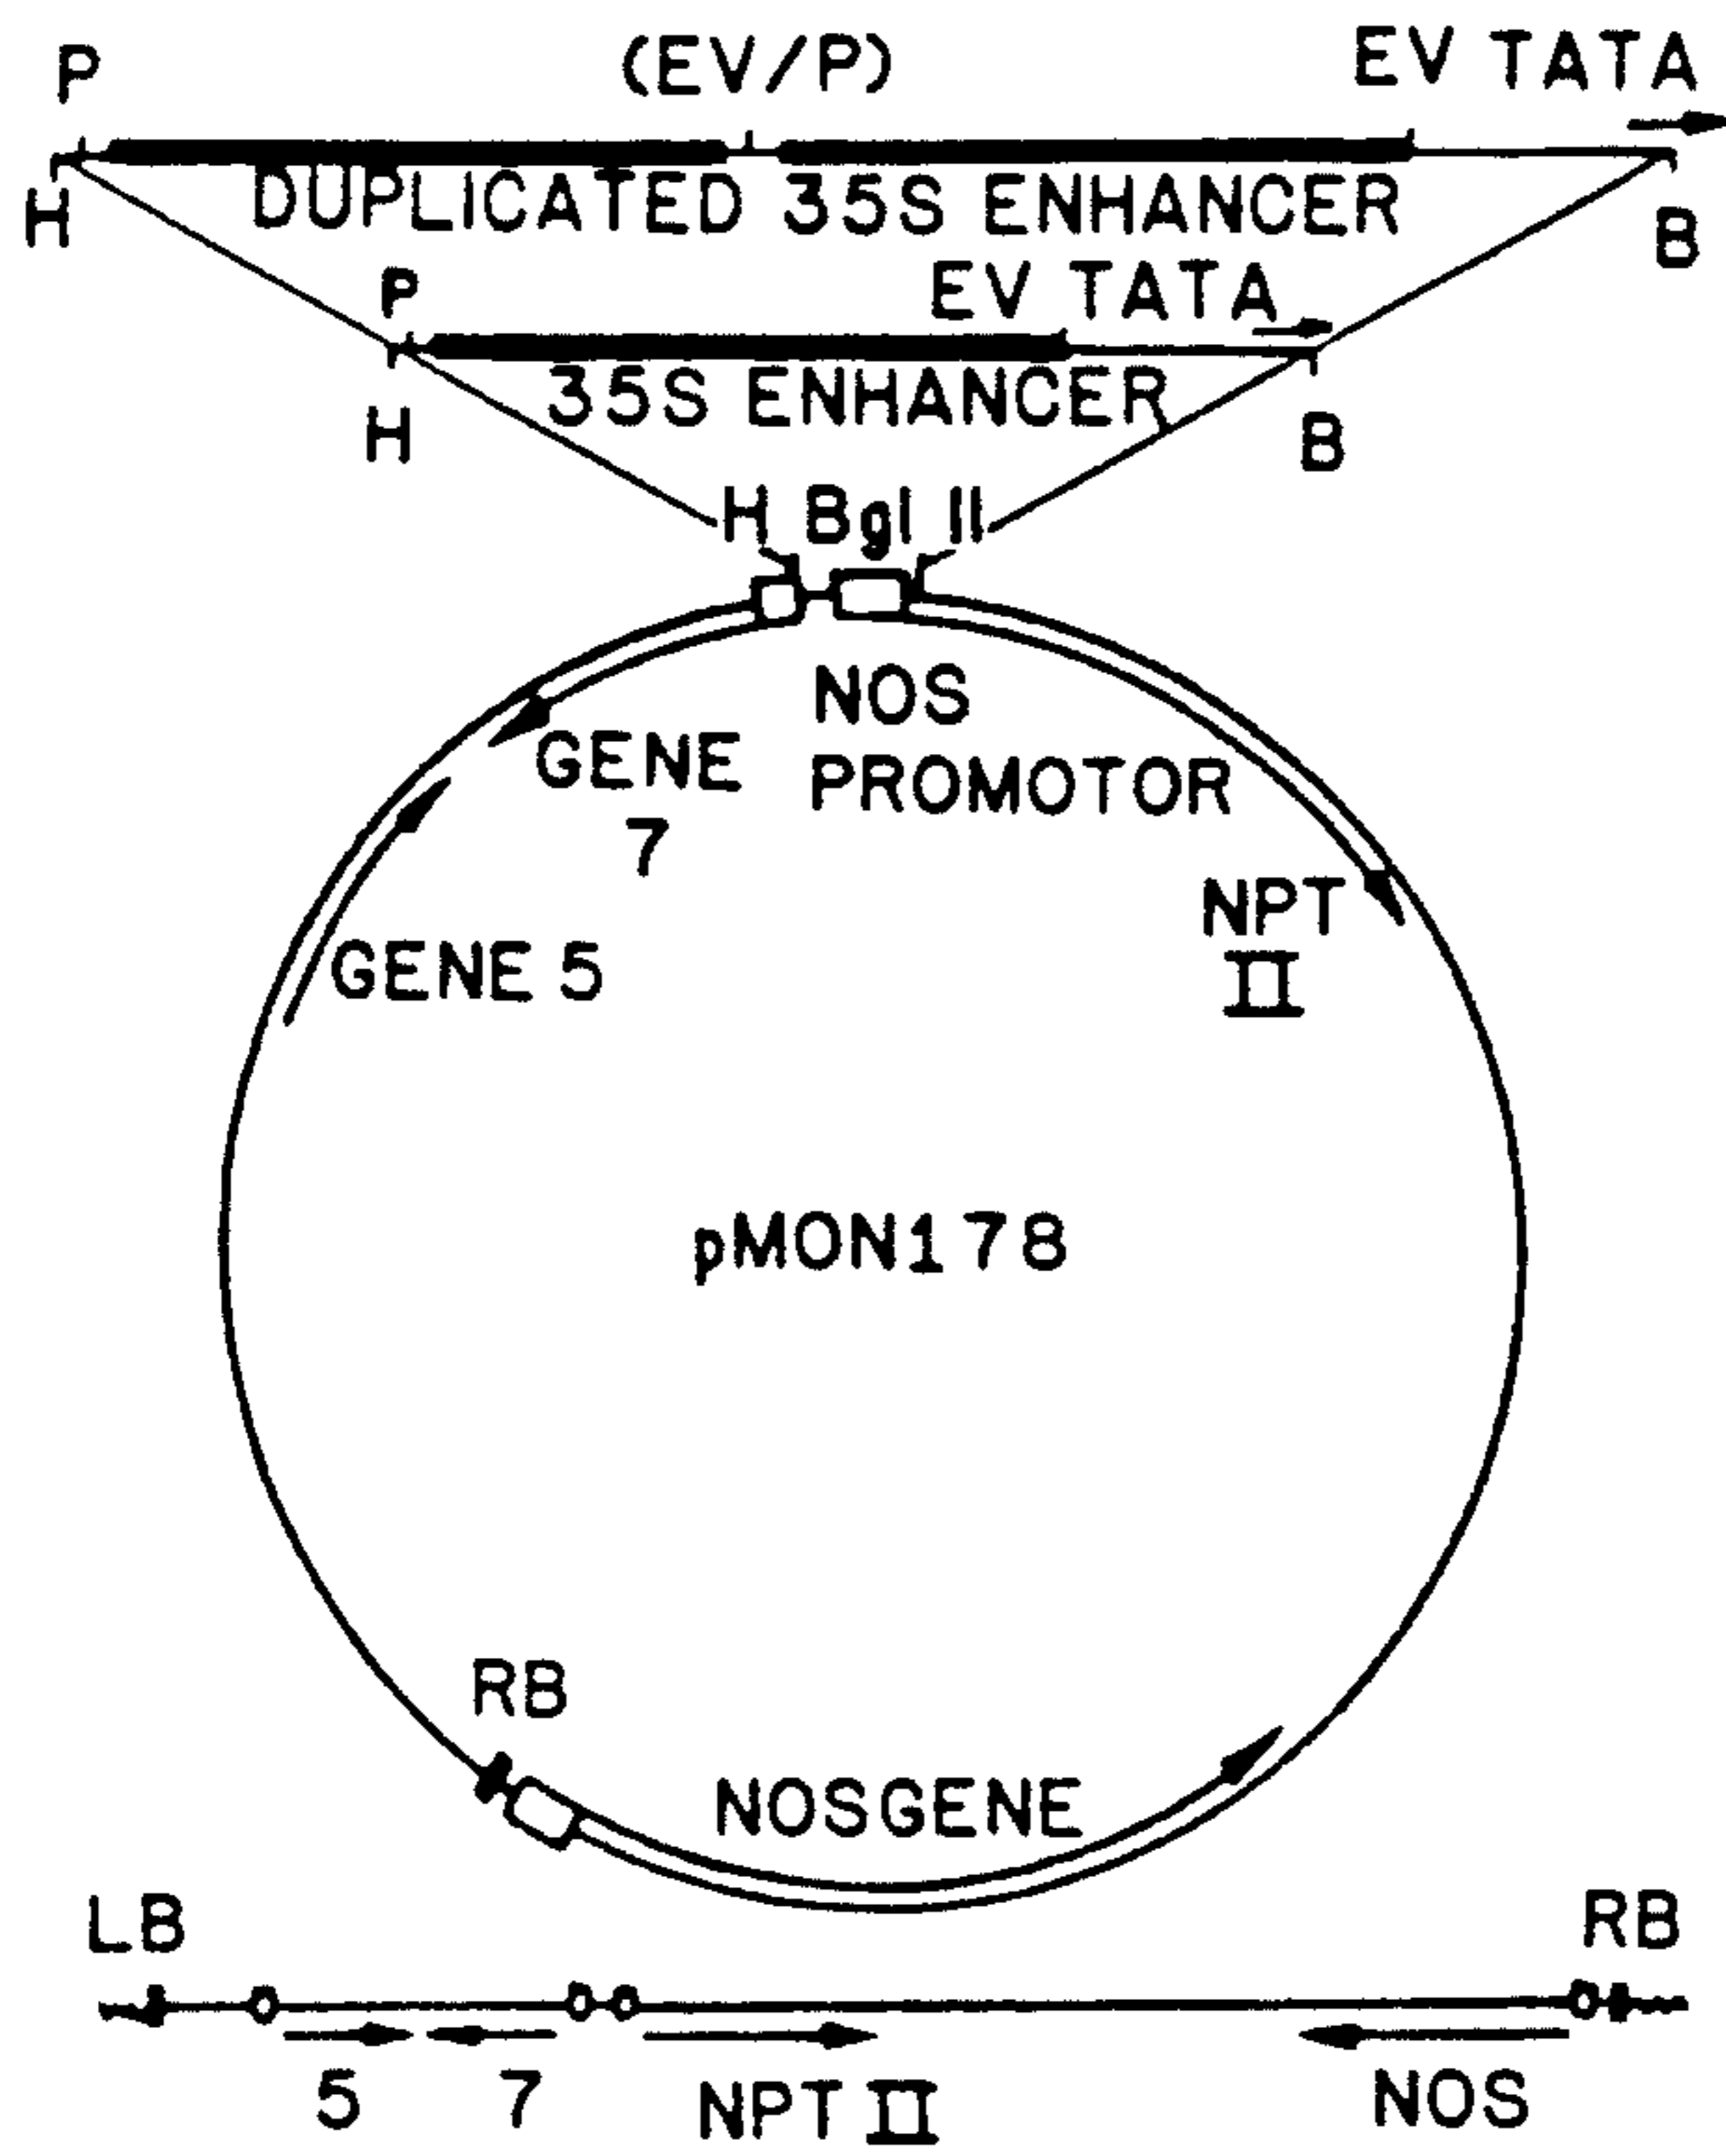 P (EV/P) EV TATA
H DUPLICATED 35S ENHANCER B
P EV TATA
35S ENHANCER
H B
H Bgl II
NOS
PROMOTOR
GENE
7
NPT
II
GENE 5
pMON178
RB
NOSGENE
LB RB
5 7 NPT II NOS